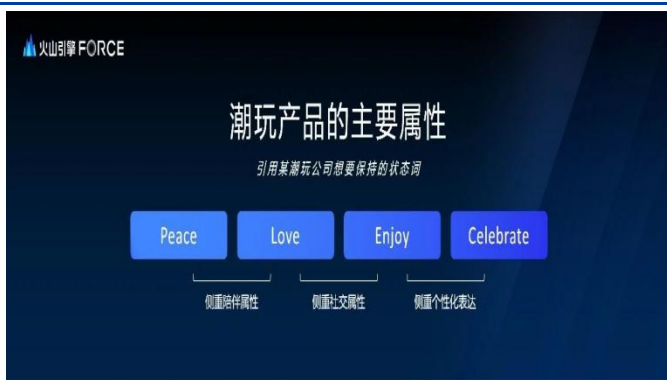 火山引擎 FORCE
潮玩产品的主要属性
引用某潮玩公司想要保持的状态词
Peace Love Enjoy Celebrate
侧重陪伴属性 侧重社交属性 侧重个性化表达